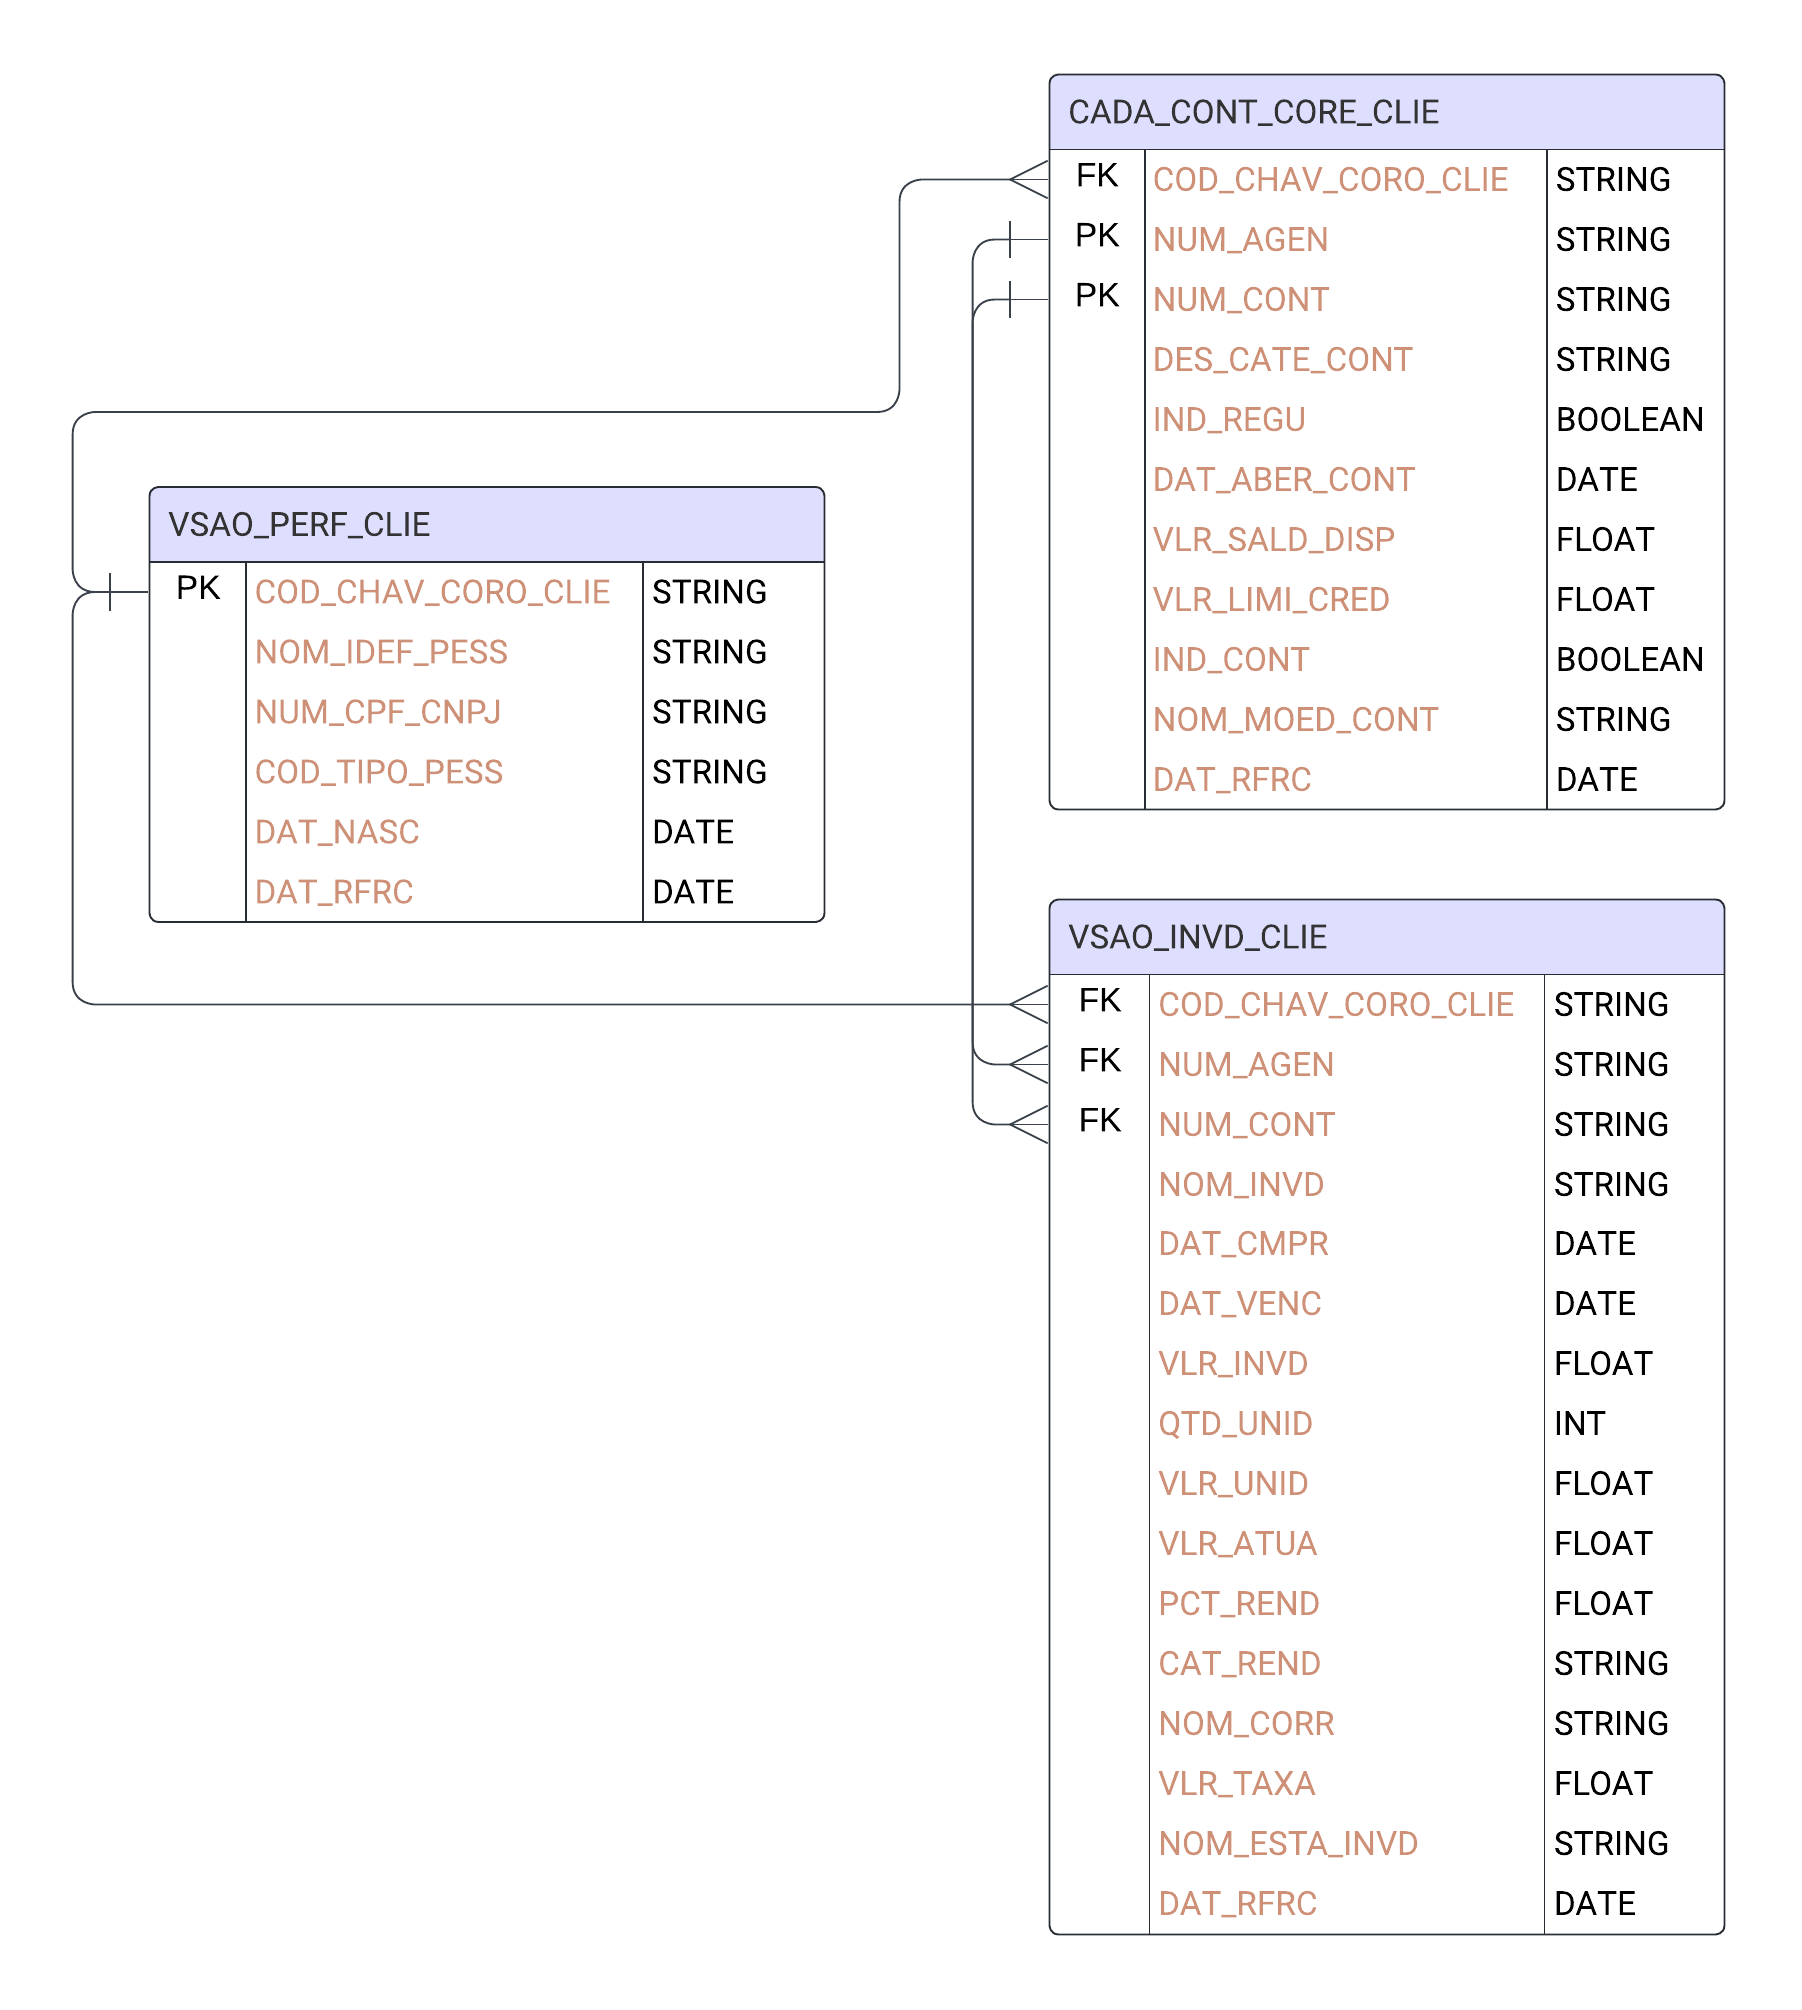 CADA_CONT_CORE_CLIE
FK COD_CHAV_CORO_CLIE STRING
PK NUM_AGEN STRING
PK NUM_CONT STRING
DES_CATE_CONT STRING
IND_REGU BOOLEAN
DAT_ABER_CONT DATE
VLR_SALD_DISP FLOAT
VLR_LIMI_CRED FLOAT
IND_CONT BOOLEAN
NOM_MOED_CONT STRING
DAT_RFRC DATE
VSAO_PERF_CLIE
PK COD_CHAV_CORO_CLIE STRING
NOM_IDEF_PESS STRING
NUM_CPF_CNPJ STRING
COD_TIPO_PESS STRING
DAT_NASC DATE
DAT_RFRC DATE
VSAO_INVD_CLIE
FK COD_CHAV_CORO_CLIE STRING
FK NUM_AGEN STRING
FK NUM_CONT STRING
NOM_INVD STRING
DAT_CMPR DATE
DAT_VENC DATE
VLR_INVD FLOAT
QTD_UNID INT
VLR_UNID FLOAT
VLR_ATUA FLOAT
PCT_REND FLOAT
CAT_REND STRING
NOM_CORR STRING
VLR_TAXA FLOAT
NOM_ESTA_INVD STRING
DAT_RFRC DATE